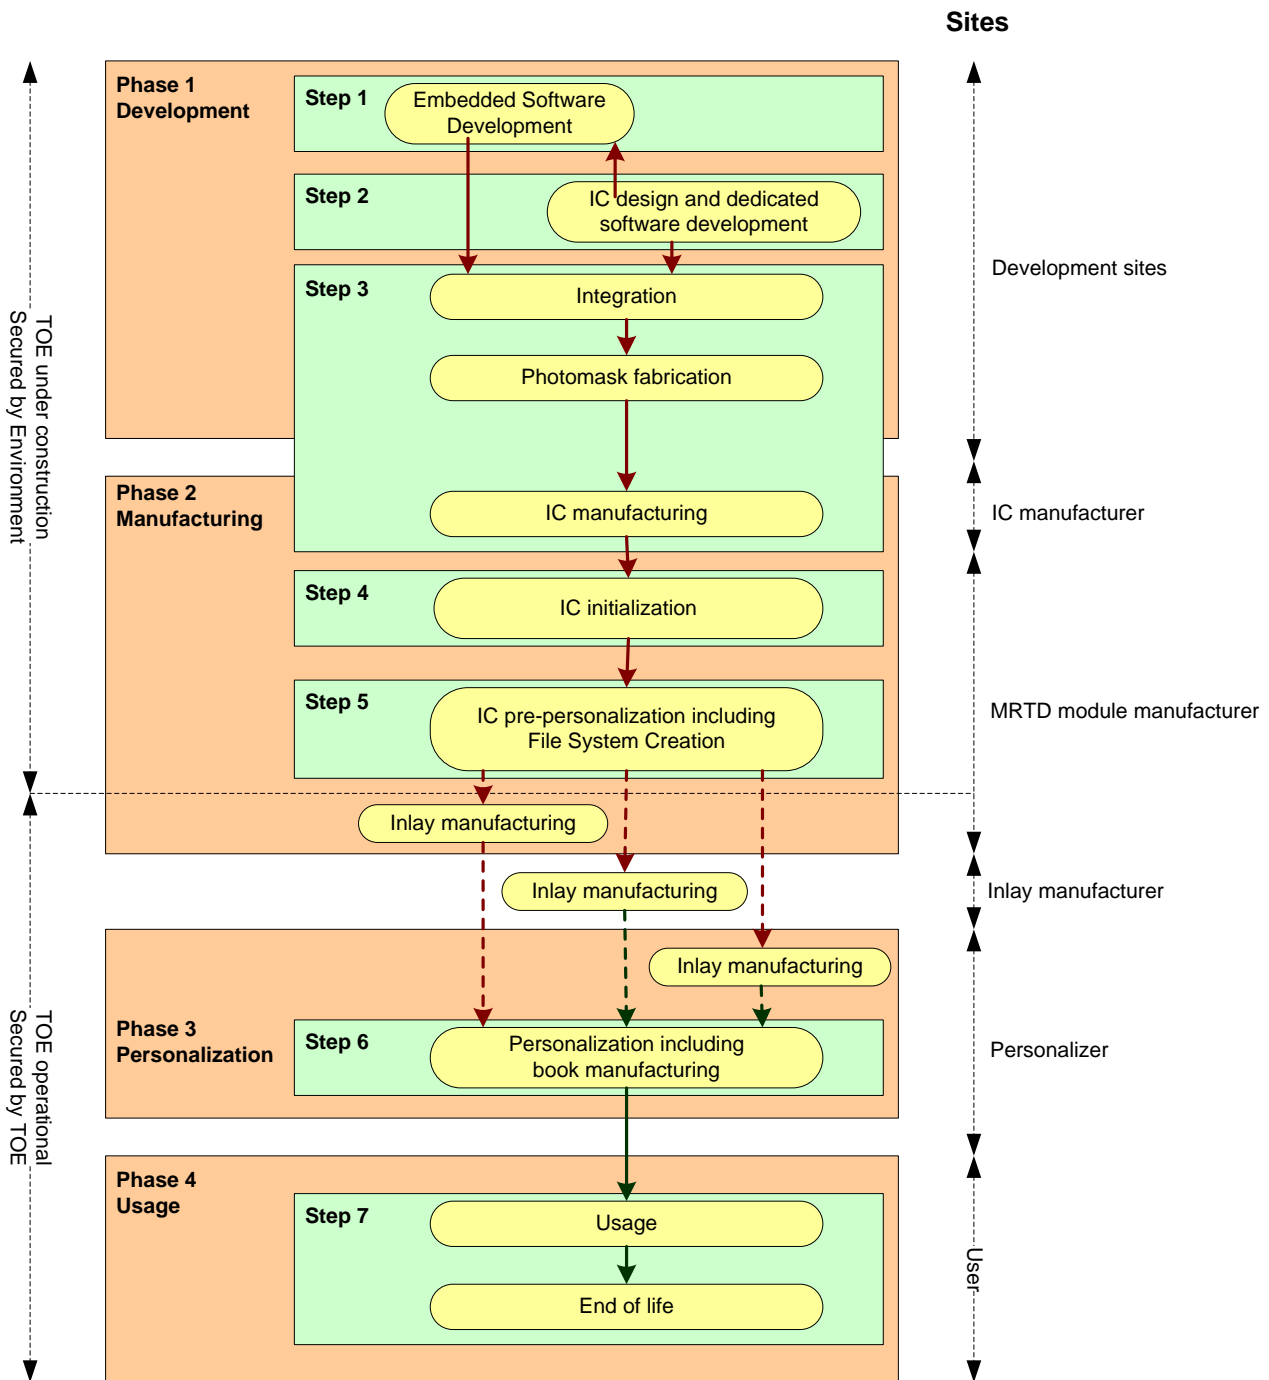 Sites
Phase 1
Development
Step 1
Embedded Software
Development
Step 2
IC design and dedicated
software development
Step 3
Integration
Photomask fabrication
Development sites
TOE under construction
Secured by Environment
Phase 2
Manufacturing
IC manufacturing
IC manufacturer
Step 4
IC initialization
Step 5
IC pre-personalization including
File System Creation
MRTD module manufacturer
Inlay manufacturing
Inlay manufacturing
Inlay manufacturer
Inlay manufacturing
Phase 3
Personalization
Step 6
Personalization including
book manufacturing
Personalizer
TOE operational
Secured by TOE
Phase 4
Usage
Step 7
Usage
End of life
User